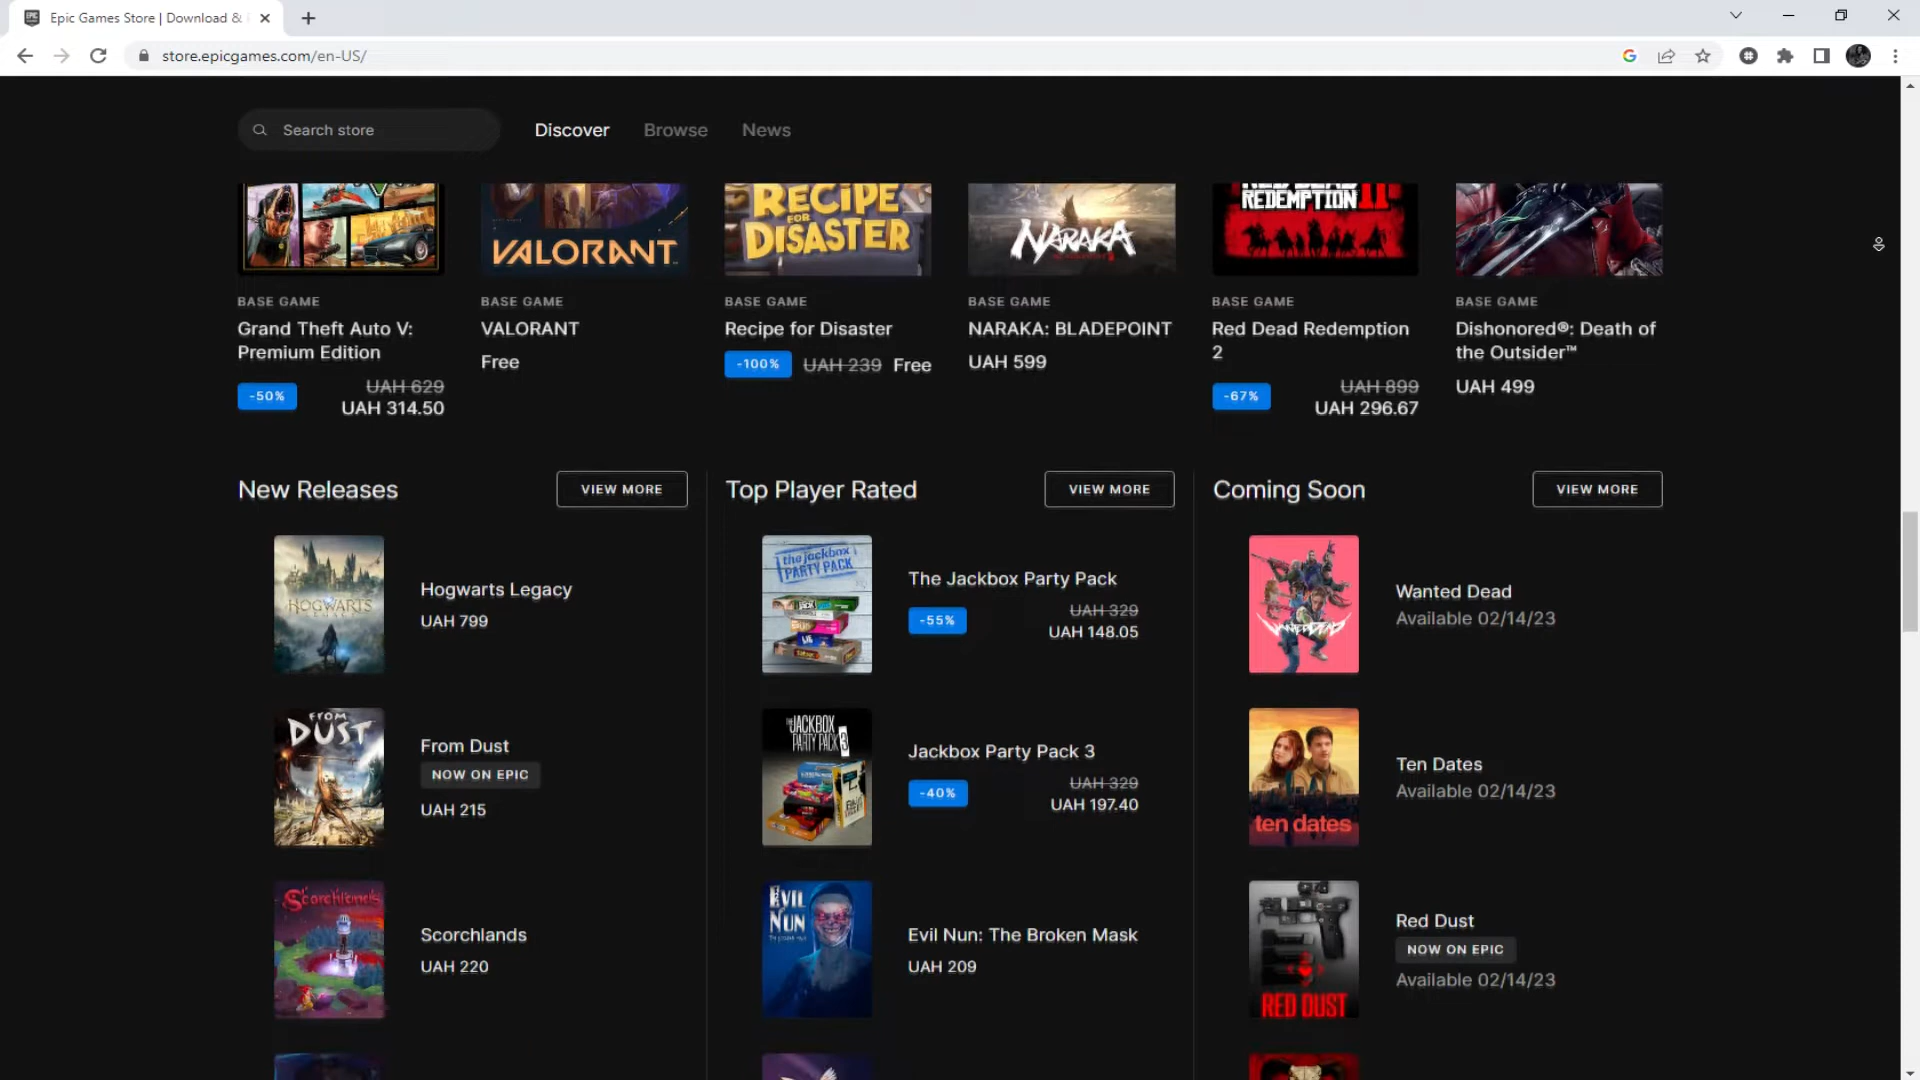 Epic Games Store | Download &
store.epicgames.com/en-US/
Search store
Discover
Browse
News
VALORANT
RECIPE
FOR
DISASTER
NARAKA
RED DEAD
REDEMPTION II
BASE GAME
Grand Theft Auto V:
Premium Edition
-50%
UAH 629
UAH 314.50
BASE GAME
VALORANT
Free
BASE GAME
Recipe for Disaster
-100%
UAH 239
Free
BASE GAME
NARAKA: BLADEPOINT
UAH 599
BASE GAME
Red Dead Redemption
2
-67%
UAH 899
UAH 296.67
BASE GAME
Dishonored®: Death of
the Outsider™
UAH 499
New Releases
VIEW MORE
HOGWARTS
LEGACY
Hogwarts Legacy
UAH 799
FROM
DUST
From Dust
NOW ON EPIC
UAH 215
Scorchlands
Scorchlands
UAH 220
Top Player Rated
VIEW MORE
the jackbox
PARTY PACK
The Jackbox Party Pack
-55%
UAH 329
UAH 148.05
THE JACKBOX
PARTY PACK 3
Jackbox Party Pack 3
-40%
UAH 329
UAH 197.40
EVIL
NUN
Evil Nun: The Broken Mask
UAH 209
Coming Soon
VIEW MORE
WANTED: DEAD
Wanted Dead
Available 02/14/23
ten dates
Ten Dates
Available 02/14/23
RED DUST
Red Dust
NOW ON EPIC
Available 02/14/23